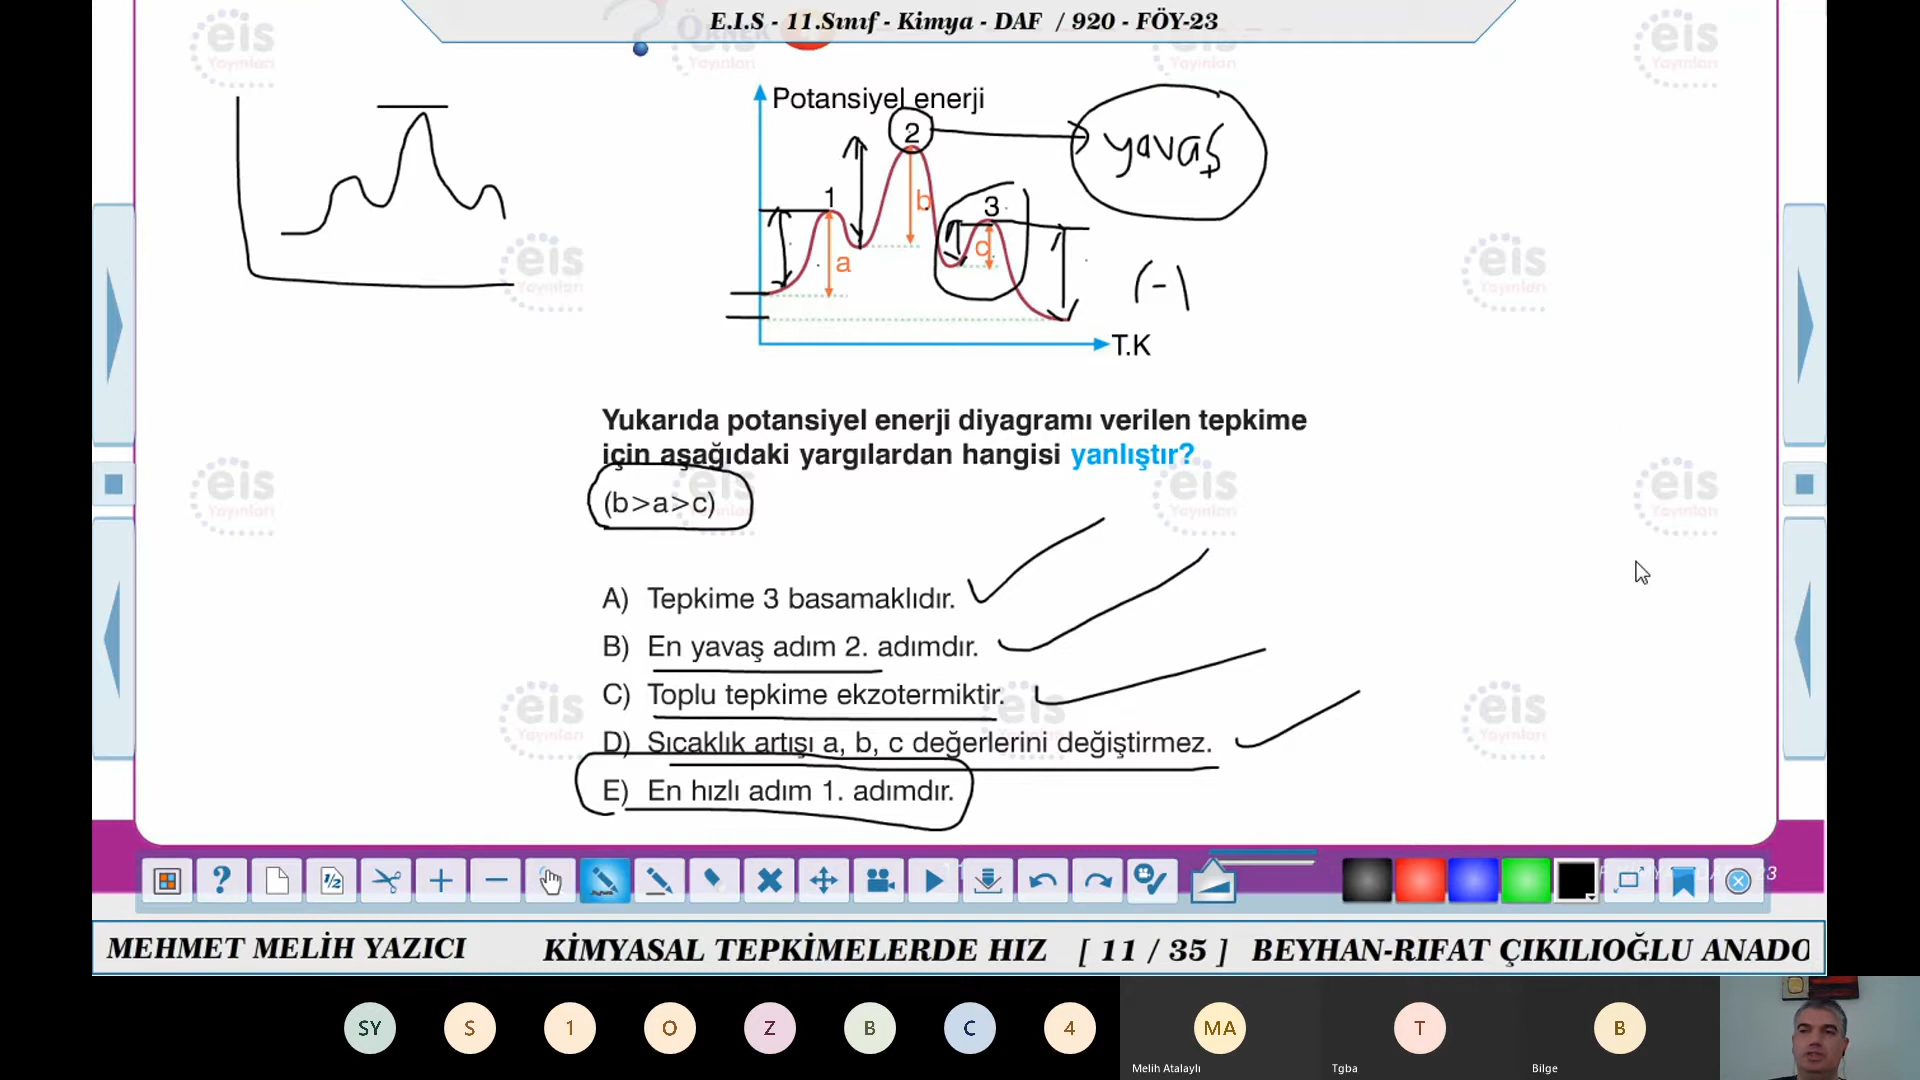 E.I.S - 11.Sınıf - Kimya - DAF / 920 - FÖY-23
ÖRNEK
eis
Yayınları
Potansiyel enerji
2
yavaş
1
b
3
a
c
(-)
T.K
Yukarıda potansiyel enerji diyagramı verilen tepkime
için aşağıdaki yargılardan hangisi yanlıştır?
(b>a>c)
A) Tepkime 3 basamaklıdır.
B) En yavaş adım 2. adımdır.
C) Toplu tepkime ekzotermiktir.
D) Sıcaklık artışı a, b, c değerlerini değiştirmez.
E) En hızlı adım 1. adımdır.
MEHMET MELİH YAZICI KİMYASAL TEPKİMELERDE HIZ [ 11 / 35 ] BEYHAN-RIFAT ÇIKILIOĞLU ANADO
SY S 1 O Z B C 4 MA T B
Melih Atalaylı Tgba Bilge